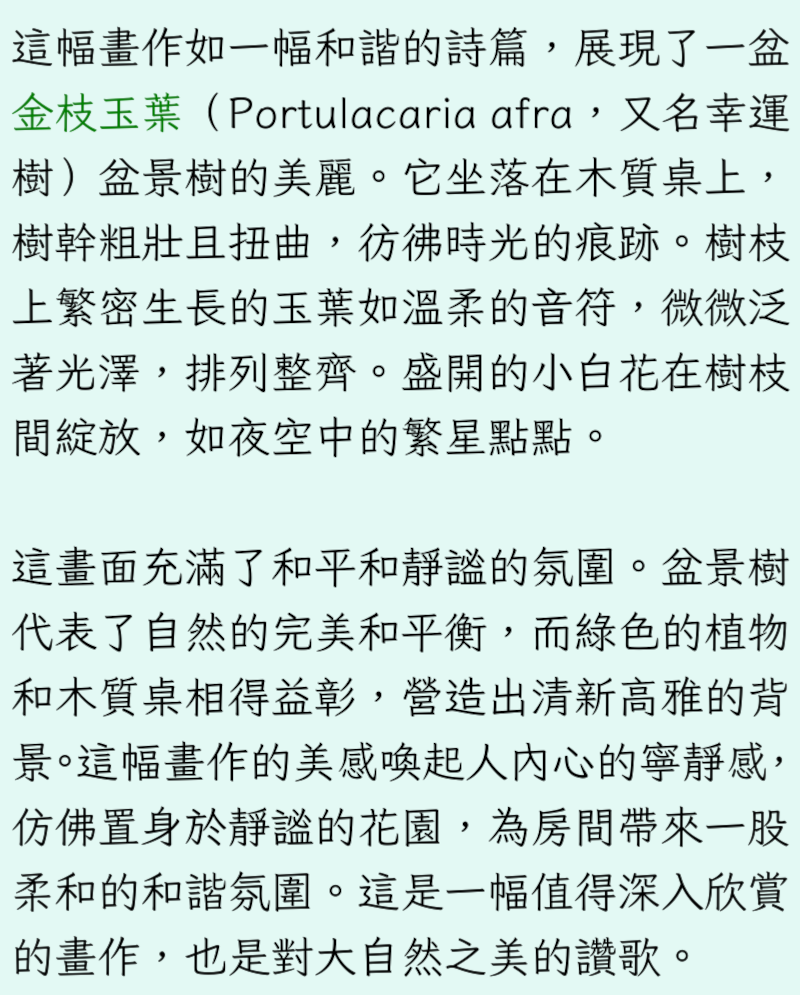 這幅畫作如一幅和諧的詩篇，展現了一盆
金枝玉葉（Portulacaria afra，又名幸運
樹）盆景樹的美麗。它坐落在木質桌上，
樹幹粗壯且扭曲，彷彿時光的痕跡。樹枝
上繁密生長的玉葉如溫柔的音符，微微泛
著光澤，排列整齊。盛開的小白花在樹枝
間綻放，如夜空中的繁星點點。
這畫面充滿了和平和靜謐的氛圍。盆景樹
代表了自然的完美和平衡，而綠色的植物
和木質桌相得益彰，營造出清新高雅的背
景。這幅畫作的美感喚起人內心的寧靜感，
仿佛置身於靜謐的花園，為房間帶來一股
柔和的和諧氛圍。這是一幅值得深入欣賞
的畫作，也是對大自然之美的讚歌。